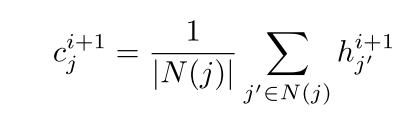 c_j^{i+1} = \frac{1}{|N(j)|} \sum_{j' \in N(j)} h_{j'}^{i+1}